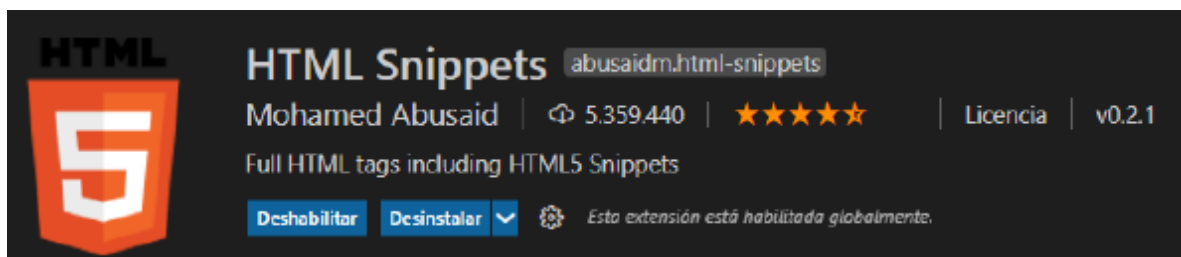 HTML
5
HTML Snippets abusaidm.html-snippets
Mohamed Abusaid 5.359.440 Licencia v0.2.1
Full HTML tags including HTML5 Snippets
Deshabilitar Desinstalar Esta extensión está habilitada globalmente.